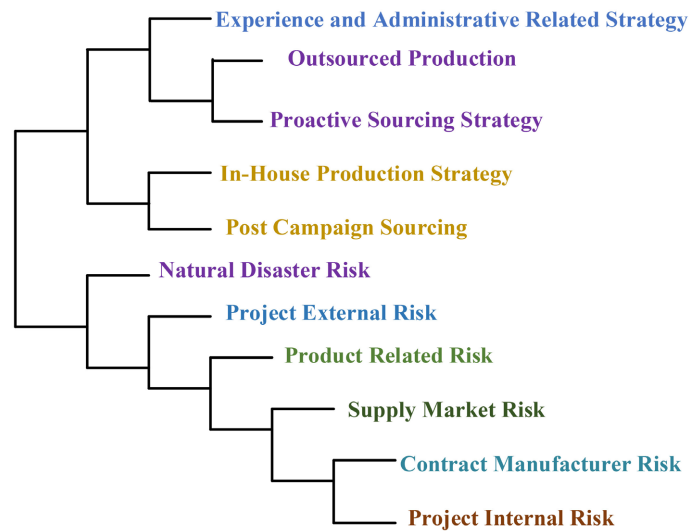 Experience and Administrative Related Strategy
Outsourced Production
Proactive Sourcing Strategy
In-House Production Strategy
Post Campaign Sourcing
Natural Disaster Risk
Project External Risk
Product Related Risk
Supply Market Risk
Contract Manufacturer Risk
Project Internal Risk